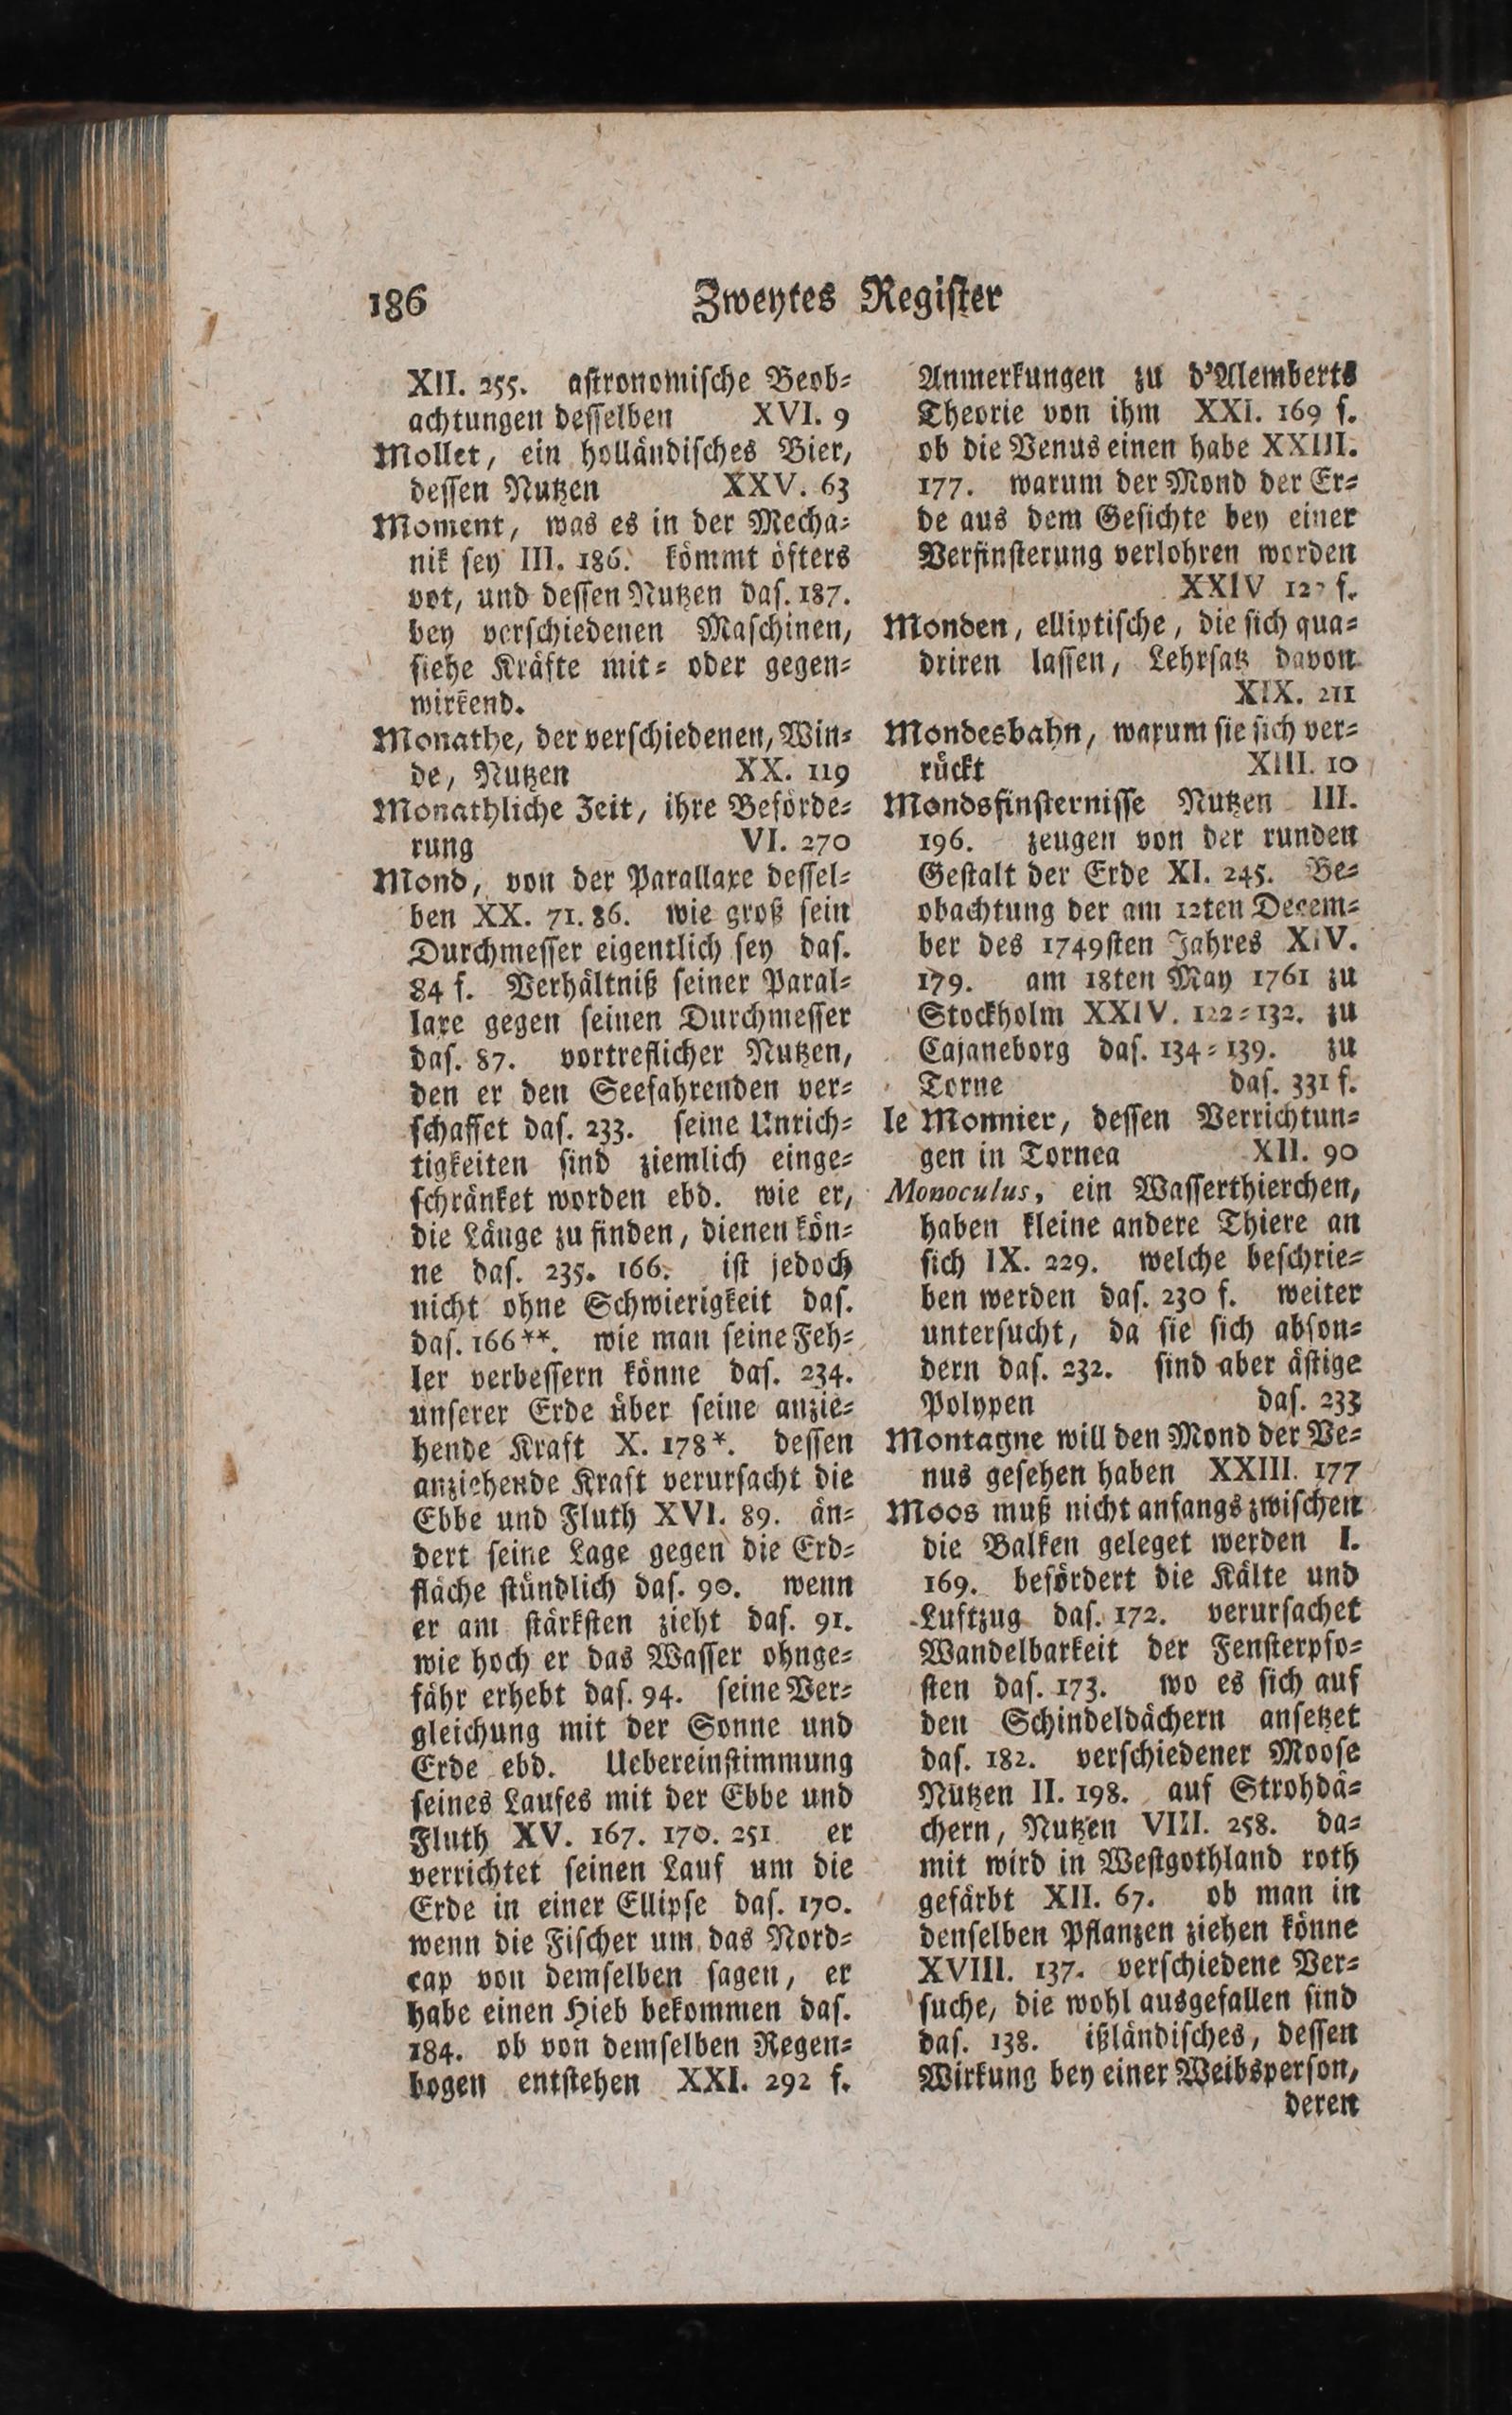 186 Zweytes Register
XII. 255. astronomische Beob-
achtungen desselben XVI. 9
Mollet, ein holländisches Bier,
dessen Nutzen XXV. 63
Moment, was es in der Mecha-
nik sey III. 186. kömmt öfters
vot, und dessen Nutzen das. 187.
bey verschiedenen Maschinen,
siehe Kräfte mit- oder gegen-
wirkend.
Monathe, der verschiedenen, Win-
de, Nutzen XX. 119
Monathliche Zeit, ihre Beförde-
rung VI. 270
Mond, von der Parallaxe dessel-
ben XX. 71. 86. wie groß sein
Durchmesser eigentlich sey das.
84 f. Verhältniß seiner Paral-
laxe gegen seinen Durchmesser
das. 87. vortreflicher Nutzen,
den er den Seefahrenden ver-
schaffet das. 233. seine Unrich-
tigkeiten sind ziemlich einge-
schränket worden ebd. wie er,
die Länge zu finden, dienen kön-
ne das. 235. 166. ist jedoch
nicht ohne Schwierigkeit das.
das. 166**. wie man seine Feh-
ler verbessern könne das. 234.
unserer Erde über seine anzie-
hende Kraft X. 178*. dessen
anziehende Kraft verursacht die
Ebbe und Fluth XVI. 89. än-
dert seine Lage gegen die Erd-
fläche stündlich das. 90. wenn
er am stärksten zieht das. 91.
wie hoch er das Wasser ohnge-
fähr erhebt das. 94. seine Ver-
gleichung mit der Sonne und
Erde ebd. Uebereinstimmung
seines Laufes mit der Ebbe und
Fluth XV. 167. 170. 251 er
verrichtet seinen Lauf um die
Erde in einer Ellipse das. 170.
wenn die Fischer um das Nord-
cap von demselben sagen, er
habe einen Hieb bekommen das.
184. ob von demselben Regen-
bogen entstehen XXI. 292 f.
Anmerkungen zu d'Alemberts
Theorie von ihm XXI. 169 f.
ob die Venus einen habe XXIII.
177. warum der Mond der Er-
de aus dem Gesichte bey einer
Verfinsterung verlohren worden
XXIV f.
Monden, elliptische, die sich qua-
driren lassen, Lehrsatz davon
XIX. 211
Mondesbahn, warum sie sich ver-
rückt XIII. 10
Mondsfinsternisse Nutzen III.
196. zeugen von der runden
Gestalt der Erde XI. 245. Be-
obachtung der am 12ten Decem-
ber des 1749sten Jahres XIV.
179. am 18ten May 1761 zu
Stockholm XXIV. 122-132. zu
Cajaneborg das. 134-139. zu
Torne das. 331 f.
le Monnier, dessen Verrichtun-
gen in Tornea XII. 90
Monoculus, ein Wasserthierchen,
haben kleine andere Thiere an
sich IX. 229. welche beschrie-
ben werden das. 230 f. weiter
untersucht, da sie sich abson-
dern das. 232. sind aber ästige
Polypen das. 233
Montagne will den Mond der Ve-
nus gesehen haben XXIII. 177
Moos muß nicht anfangs zwischen
die Balken geleget werden I.
169. befördert die Kälte und
Luftzug das. 172. verursachet
Wandelbarkeit der Fensterpfo-
sten das. 173. wo es sich auf
den Schindeldächern ansetzet
das. 182. verschiedener Moose
Nutzen II. 198. auf Strohdä-
chern, Nutzen VIII. 258. da-
mit wird in Westgothland roth
gefärbt XII. 67. ob man in
denselben Pflanzen ziehen könne
XVIII. 137. verschiedene Ver-
suche, die wohl ausgefallen sind
das. 138. ißländisches, dessen
Wirkung bey einer Weibsperson,
deren